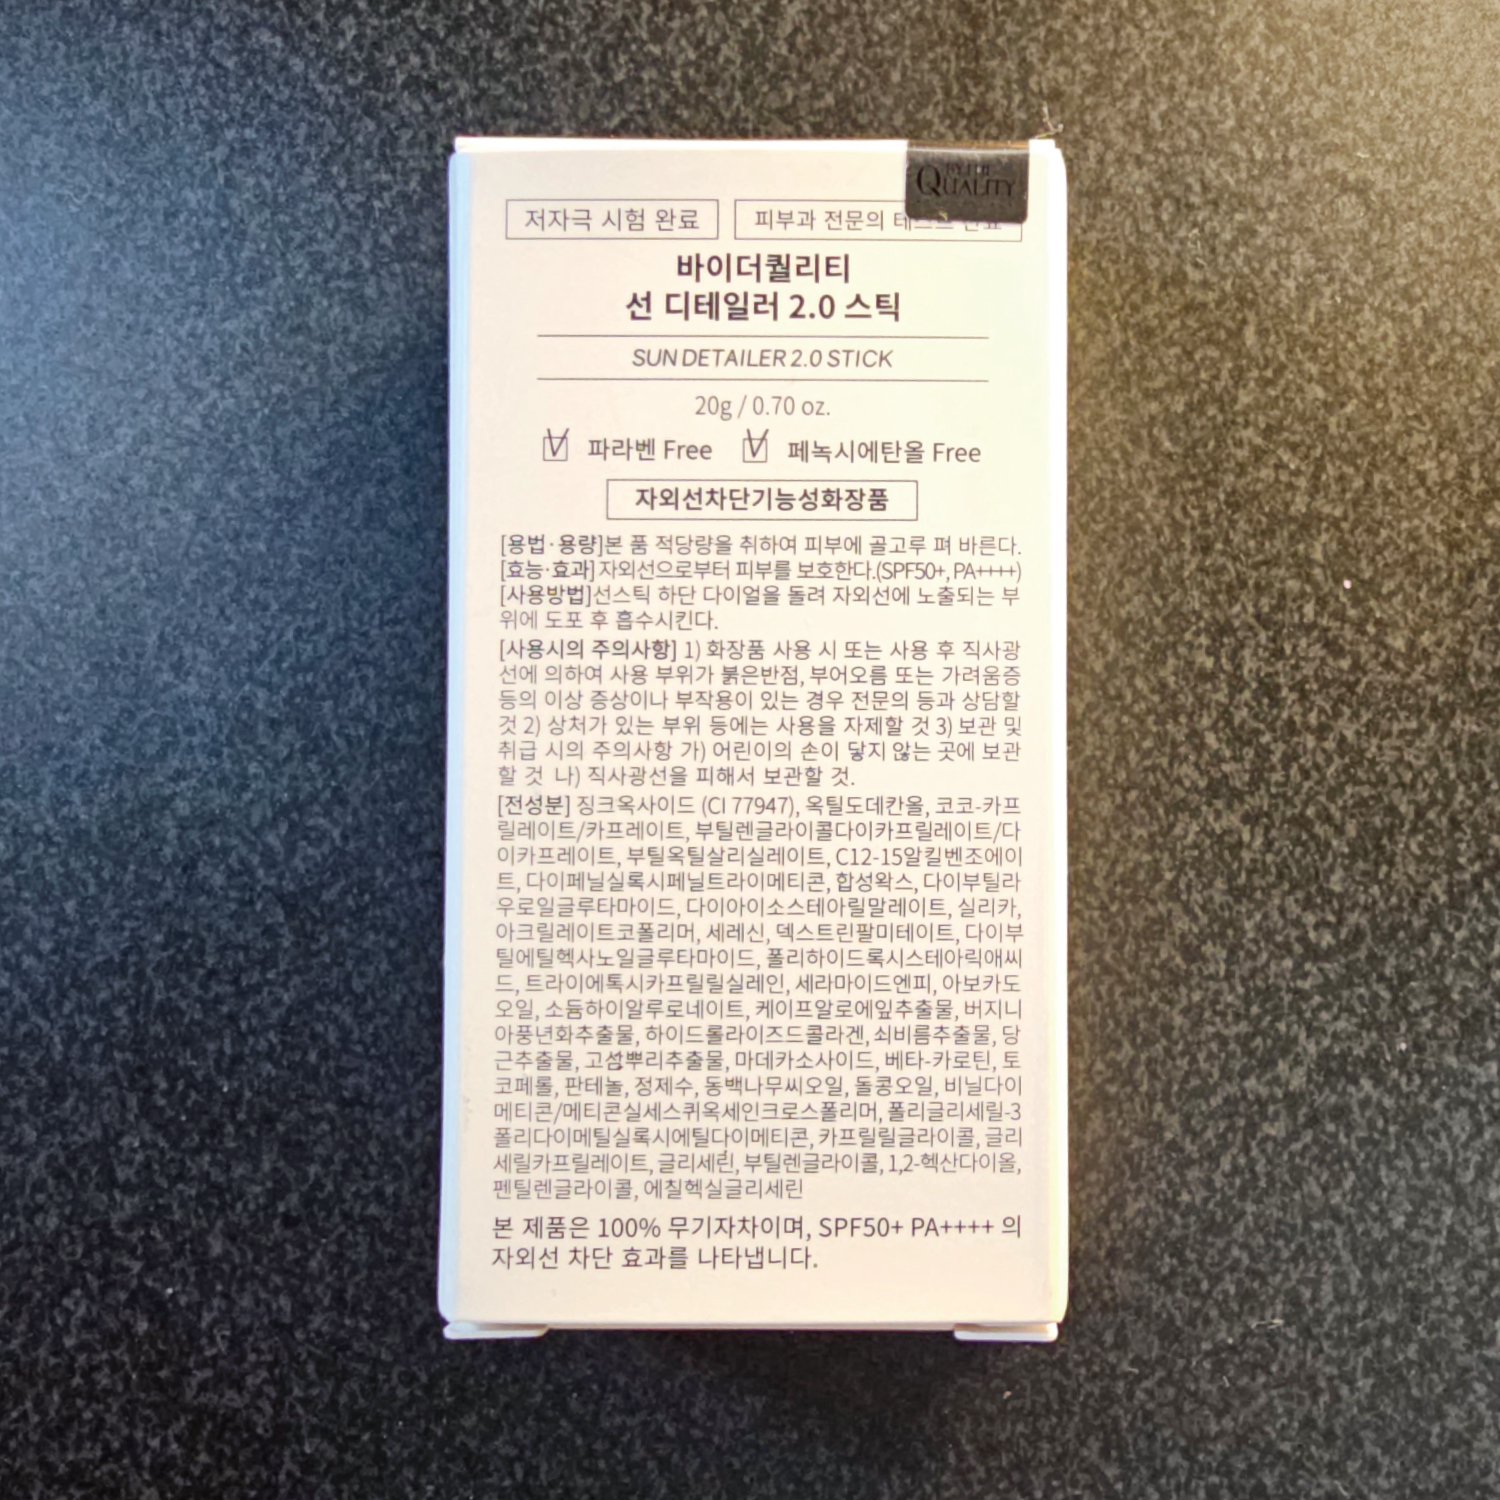 BY THE
QUALITY
저자극 시험 완료
피부과 전문의 테스트 완료
바이더퀄리티
선 디테일러 2.0 스틱
SUN DETAILER 2.0 STICK
20g / 0.70 oz.
파라벤 Free 페녹시에탄올 Free
자외선차단기능성화장품
[용법·용량]본 품 적당량을 취하여 피부에 골고루 펴 바른다.
[효능·효과] 자외선으로부터 피부를 보호한다.(SPF50+, PA++++)
[사용방법]선스틱 하단 다이얼을 돌려 자외선에 노출되는 부
위에 도포 후 흡수시킨다.
[사용시의 주의사항] 1) 화장품 사용 시 또는 사용 후 직사광
선에 의하여 사용 부위가 붉은반점, 부어오름 또는 가려움증
등의 이상 증상이나 부작용이 있는 경우 전문의 등과 상담할
것 2) 상처가 있는 부위 등에는 사용을 자제할 것 3) 보관 및
취급 시의 주의사항 가) 어린이의 손이 닿지 않는 곳에 보관
할 것 나) 직사광선을 피해서 보관할 것.
[전성분] 징크옥사이드 (CI 77947), 옥틸도데칸올, 코코-카프
릴레이트/카프레이트, 부틸렌글라이콜다이카프릴레이트/다
이카프레이트, 부틸옥틸살리실레이트, C12-15알킬벤조에이
트, 다이페닐실록시페닐트라이메티콘, 합성왁스, 다이부틸라
우로일글루타마이드, 다이아이소스테아릴말레이트, 실리카,
아크릴레이트코폴리머, 세레신, 덱스트린팔미테이트, 다이부
틸에틸헥사노일글루타마이드, 폴리하이드록시스테아릭애씨
드, 트라이에톡시카프릴릴실레인, 세라마이드엔피, 아보카도
오일, 소듐하이알루로네이트, 케이프알로에잎추출물, 버지니
아풍년화추출물, 하이드롤라이즈드콜라겐, 쇠비름추출물, 당
근추출물, 고삼뿌리추출물, 마데카소사이드, 베타-카로틴, 토
코페롤, 판테놀, 정제수, 동백나무씨오일, 돌콩오일, 비닐다이
메티콘/메티콘실세스퀴옥세인크로스폴리머, 폴리글리세릴-3
폴리다이메틸실록시에틸다이메티콘, 카프릴릴글라이콜, 글리
세릴카프릴레이트, 글리세린, 부틸렌글라이콜, 1,2-헥산다이올,
펜틸렌글라이콜, 에칠헥실글리세린
본 제품은 100% 무기자차이며, SPF50+ PA++++ 의
자외선 차단 효과를 나타냅니다.